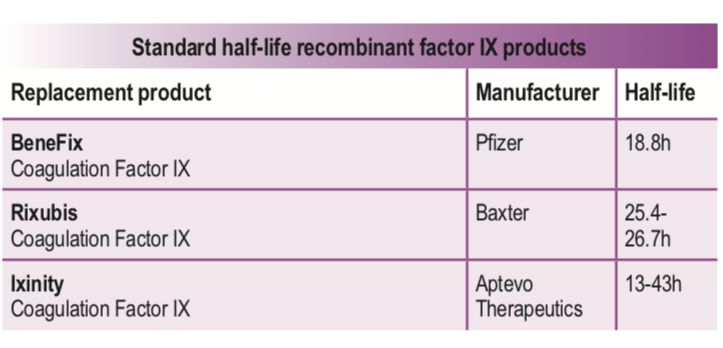 Standard half-life recombinant factor IX products
Replacement product Manufacturer Half-life
BeneFix Pfizer 18.8h
Coagulation Factor IX
Rixubis Baxter 25.4-
Coagulation Factor IX 26.7h
Ixinity Aptevo 13-43h
Coagulation Factor IX Therapeutics